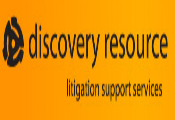 discovery resource
litigation support services